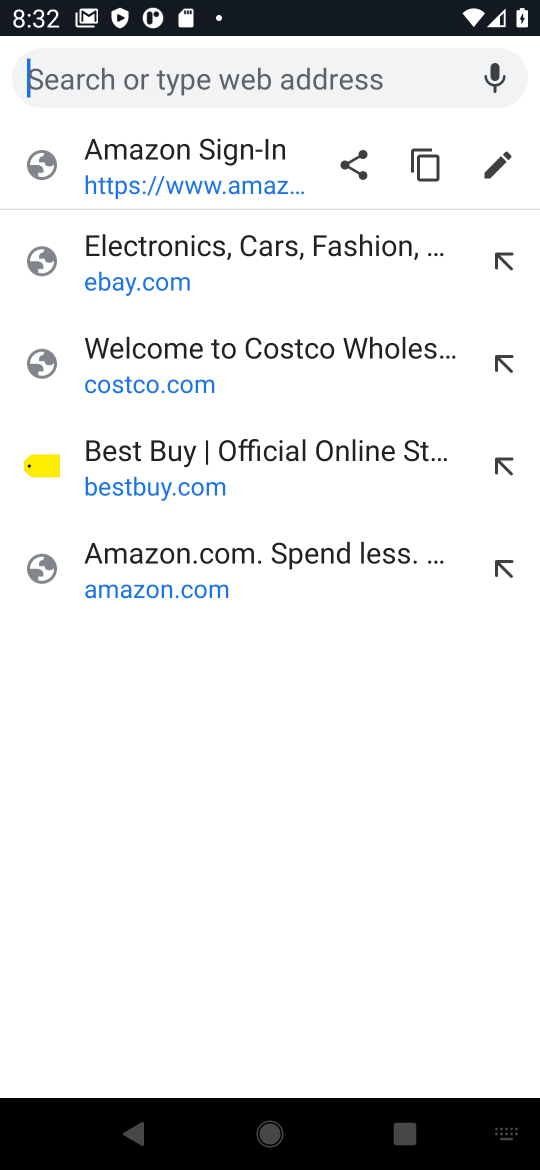 8:32
Search or type web address
Amazon Sign-In
https://www.amaz...
Electronics, Cars, Fashion, ...
ebay.com
Welcome to Costco Wholes...
costco.com
Best Buy | Official Online St...
bestbuy.com
Amazon.com. Spend less. ...
amazon.com